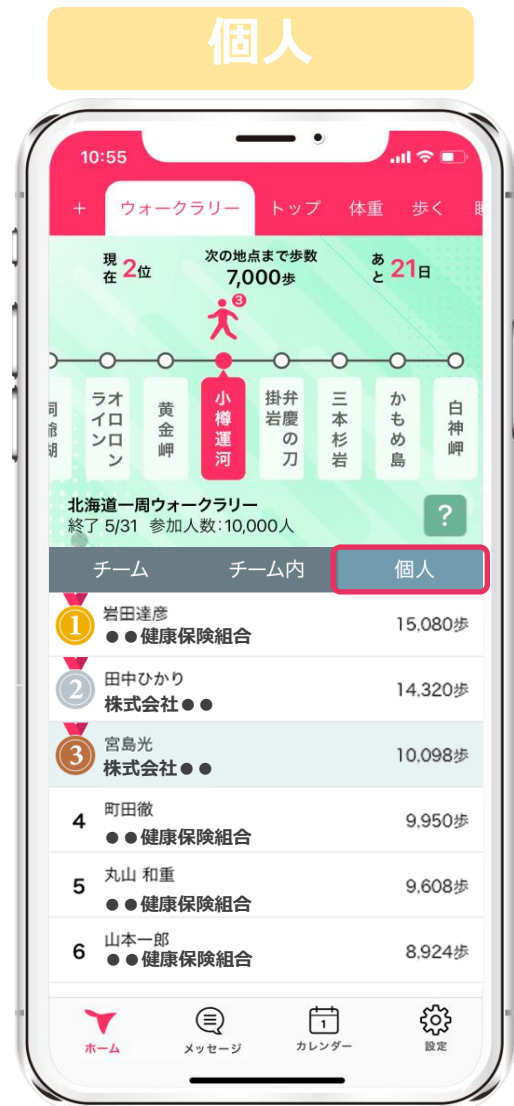 個人
10:55
+ ウォークラリー トップ 体重 歩く
現在 2位
次の地点まで歩数
7,000歩
あと 21日
3
オロロンライン
黄金岬
小樽運河
弁慶の刀掛岩
三本杉岩
かもめ島
白神岬
北海道一周ウォークラリー
終了 5/31 参加人数:10,000人
?
チーム チーム内 個人
1 岩田達彦
●●健康保険組合
15,080歩
2 田中ひかり
株式会社●●
14,320歩
3 宮島光
株式会社●●
10,098歩
4 町田徹
●●健康保険組合
9,950歩
5 丸山 和重
●●健康保険組合
9,608歩
6 山本一郎
●●健康保険組合
8,924歩
1
ホーム メッセージ カレンダー 設定